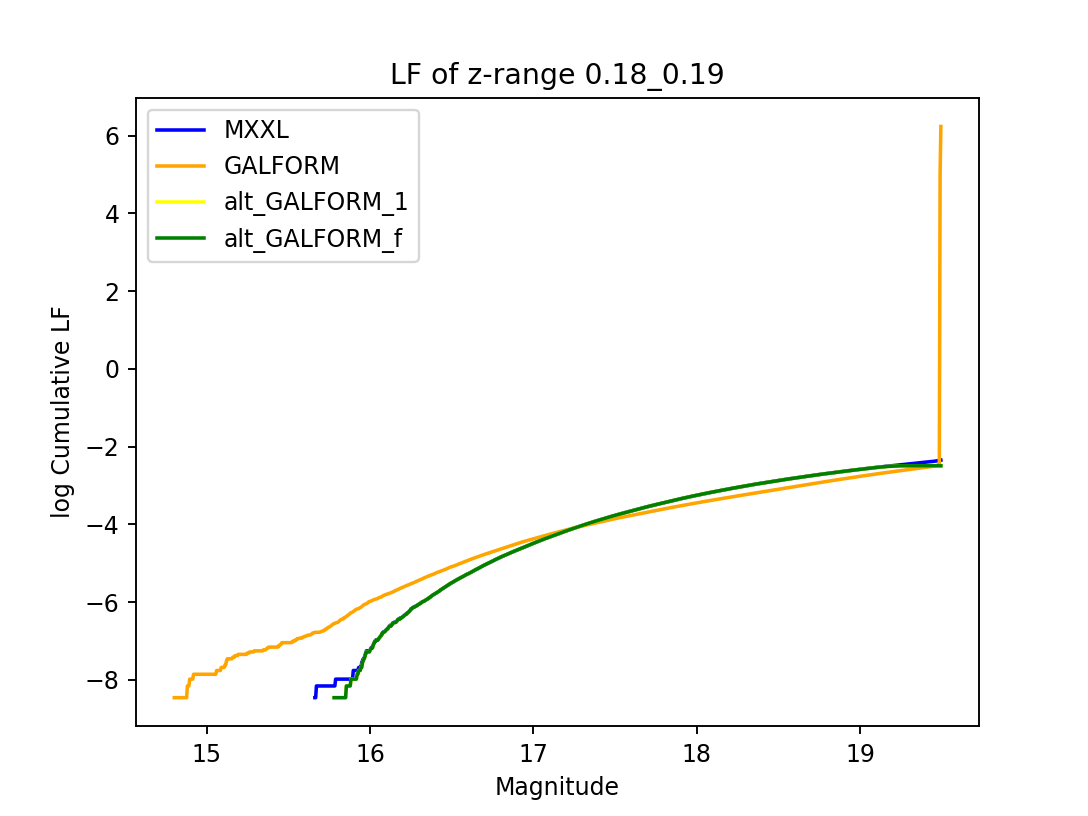 LF of z-range 0.18_0.19
MXXL
GALFORM
alt_GALFORM_1
alt_GALFORM_f
6
4
2
0
−2
−4
−6
−8
log Cumulative LF
15
16
17
18
19
Magnitude